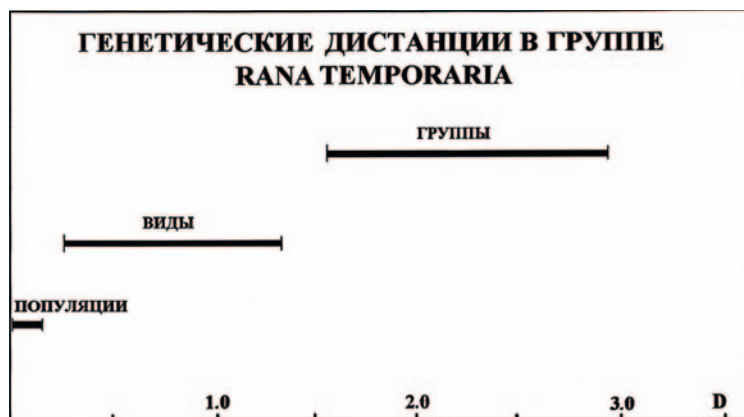 ГЕНЕТИЧЕСКИЕ ДИСТАНЦИИ В ГРУППЕ
RANA TEMPORARIA
ГРУППЫ
ВИДЫ
ПОПУЛЯЦИИ
1.0 2.0 3.0 D